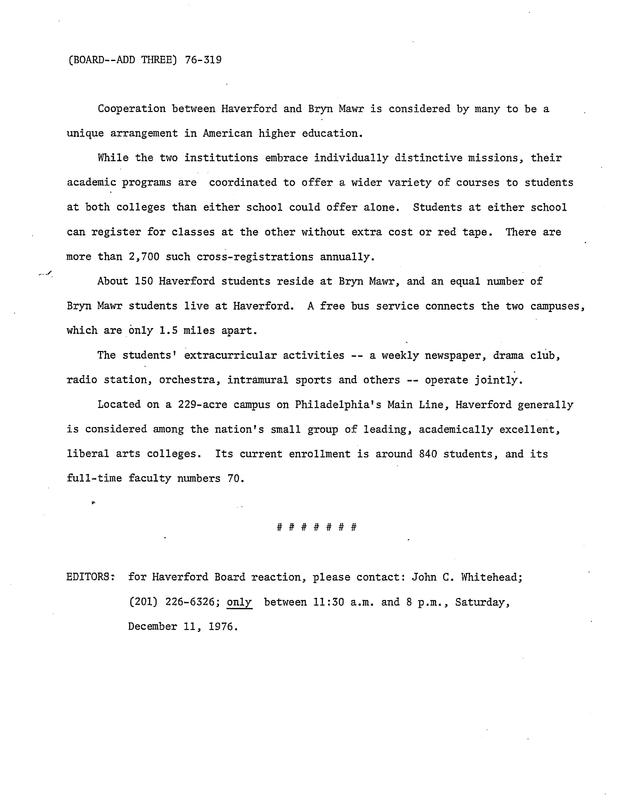 (BOARD--ADD THREE) 76-319
Cooperation between Haverford and Bryn Mawr is considered by many to be a
unique arrangement in American higher education.
While the two institutions embrace individually distinctive missions, their
academic programs are coordinated to offer a wider variety of courses to students
at both colleges than either school could offer alone. Students at either school
can register for classes at the other without extra cost or red tape. There are
more than 2,700 such cross-registrations annually.
About 150 Haverford students reside at Bryn Mawr, and an equal number of
Bryn Mawr students live at Haverford. A free bus service connects the two campuses,
which are only 1.5 miles apart.
The students' extracurricular activities -- a weekly newspaper, drama club,
radio station, orchestra, intramural sports and others -- operate jointly.
Located on a 229-acre campus on Philadelphia's Main Line, Haverford generally
is considered among the nation's small group of leading, academically excellent,
liberal arts colleges. Its current enrollment is around 840 students, and its
full-time faculty numbers 70.
# # # # # # #
EDITORS: for Haverford Board reaction, please contact: John C. Whitehead;
(201) 226-6326; only between 11:30 a.m. and 8 p.m., Saturday,
December 11, 1976.